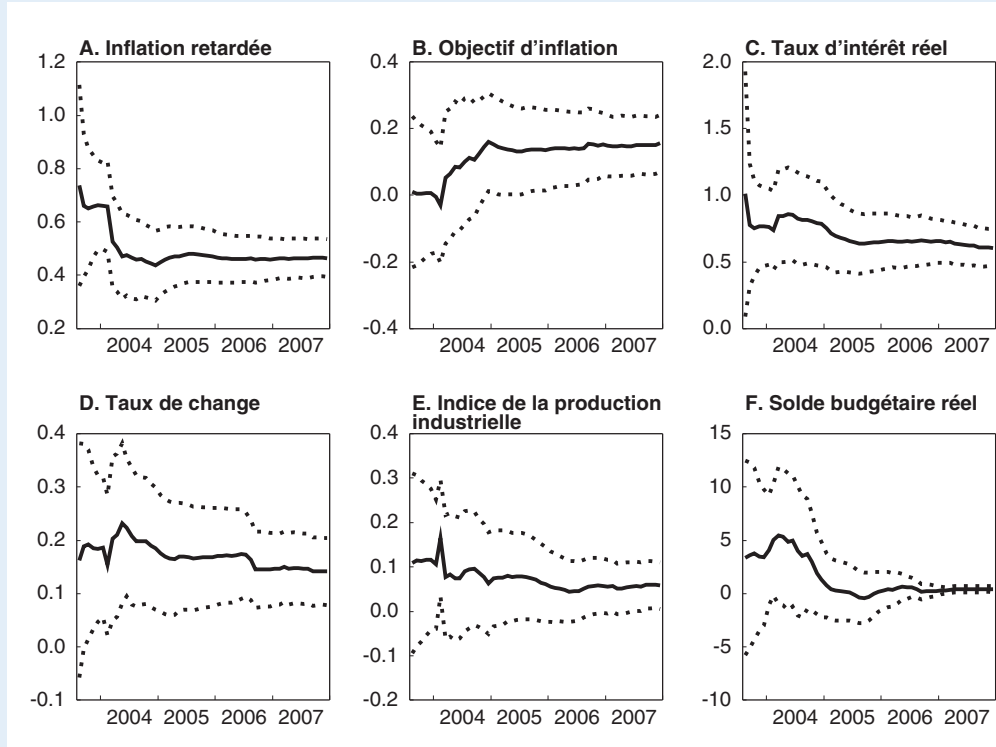 A. Inflation retardée
1.2
1.0
0.8
0.6
0.4
0.2
2004 2005 2006 2007
B. Objectif d'inflation
0.4
0.2
0.0
-0.2
-0.4
2004 2005 2006 2007
C. Taux d'intérêt réel
2.0
1.5
1.0
0.5
0.0
2004 2005 2006 2007
D. Taux de change
0.4
0.3
0.2
0.1
0.0
-0.1
2004 2005 2006 2007
E. Indice de la production
industrielle
0.4
0.3
0.2
0.1
0.0
-0.1
-0.2
2004 2005 2006 2007
F. Solde budgétaire réel
15
10
5
0
-5
-10
2004 2005 2006 2007